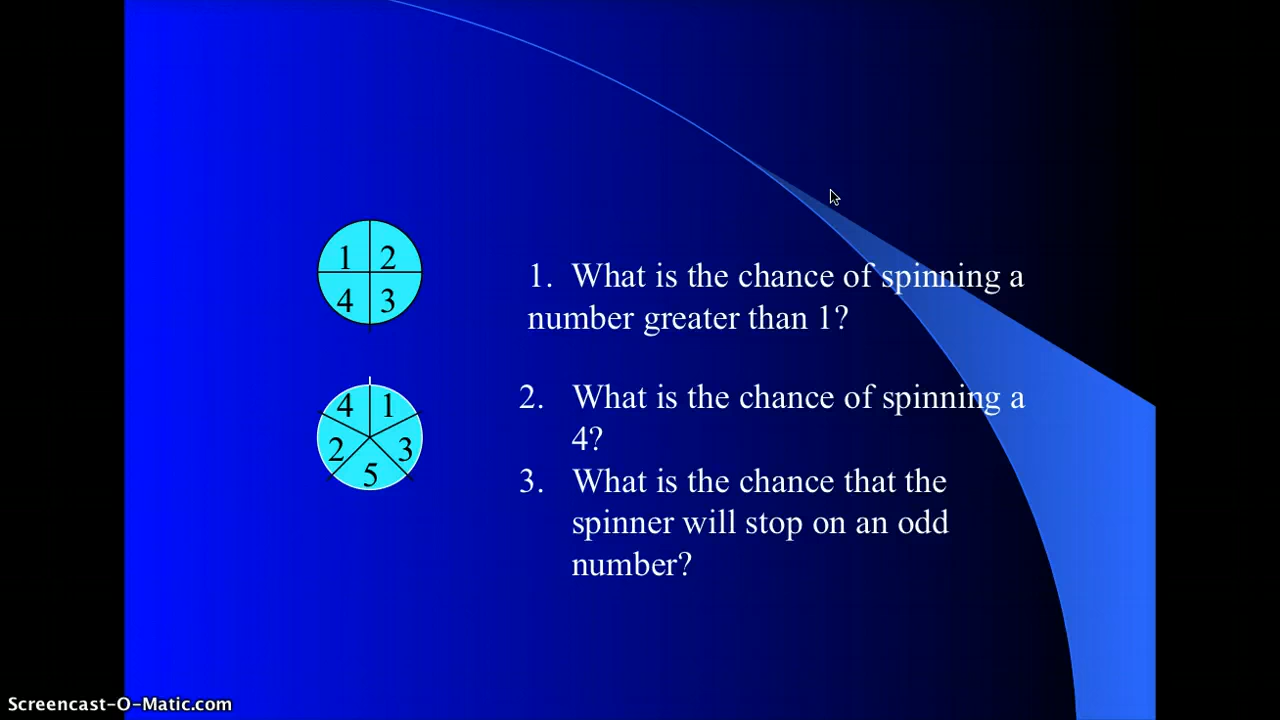 1 2
4 3
1. What is the chance of spinning a
number greater than 1?
4 1
2 3
5
2. What is the chance of spinning a
4?
3. What is the chance that the
spinner will stop on an odd
number?
Screencast-O-Matic.com